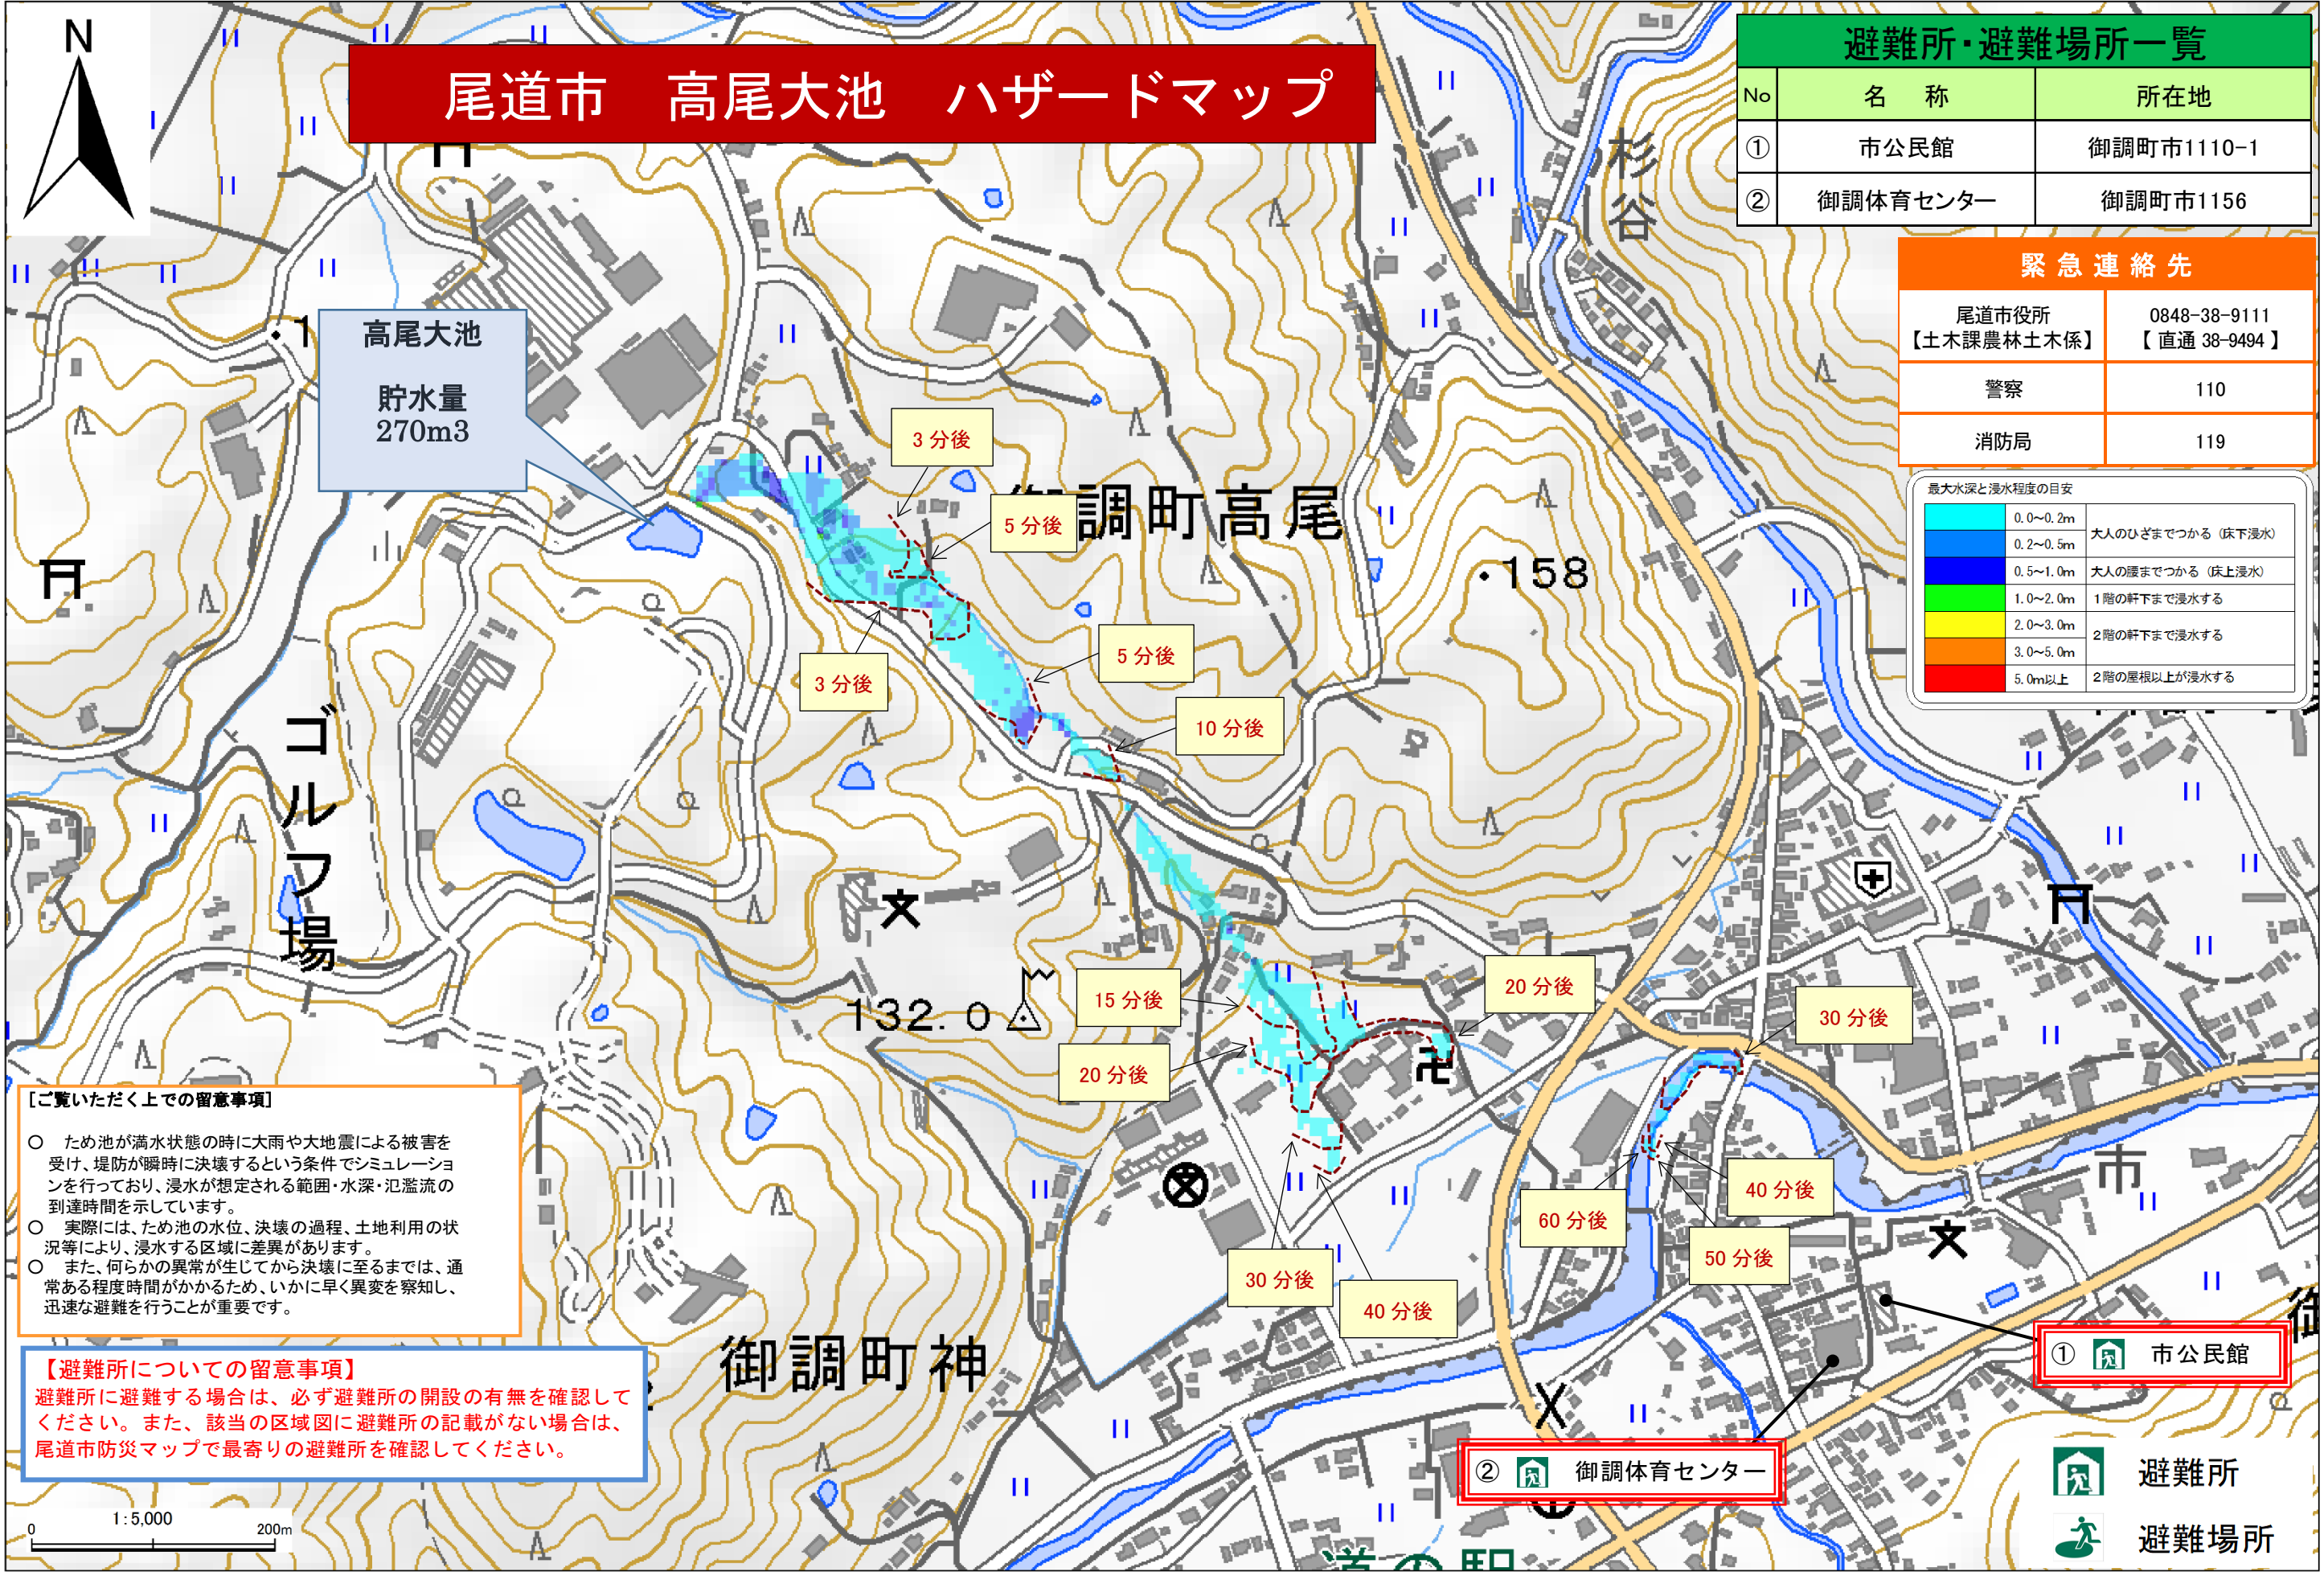 N
尾道市　高尾大池　ハザードマップ
避難所・避難場所一覧
No 名　称 所在地
① 市公民館 御調町市1110-1
② 御調体育センター 御調町市1156
緊急連絡先
尾道市役所
【土木課農林土木係】
0848-38-9111
【 直通 38-9494 】
警察 110
消防局 119
最大水深と浸水程度の目安
0.0～0.2m
0.2～0.5m
大人のひざまでつかる（床下浸水）
0.5～1.0m 大人の腰までつかる（床上浸水）
1.0～2.0m 1階の軒下まで浸水する
2.0～3.0m
3.0～5.0m
2階の軒下まで浸水する
5.0m以上 2階の屋根以上が浸水する
杉谷
高尾大池
貯水量
270m3
3 分後
5 分後
御調町高尾
158
3 分後
5 分後
10 分後
ゴルフ場
132.0
15 分後
20 分後
20 分後
30 分後
40 分後
60 分後
50 分後
30 分後
40 分後
市
御調町神
[ご覧いただく上での留意事項]
○　ため池が満水状態の時に大雨や大地震による被害を
受け、堤防が瞬時に決壊するという条件でシミュレーショ
ンを行っており、浸水が想定される範囲・水深・氾濫流の
到達時間を示しています。
○　実際には、ため池の水位、決壊の過程、土地利用の状
況等により、浸水する区域に差異があります。
○　また、何らかの異常が生じてから決壊に至るまでは、通
常ある程度時間がかかるため、いかに早く異変を察知し、
迅速な避難を行うことが重要です。
【避難所についての留意事項】
避難所に避難する場合は、必ず避難所の開設の有無を確認して
ください。また、該当の区域図に避難所の記載がない場合は、
尾道市防災マップで最寄りの避難所を確認してください。
① 市公民館
② 御調体育センター
避難所
避難場所
1:5,000
0 200m
道の駅